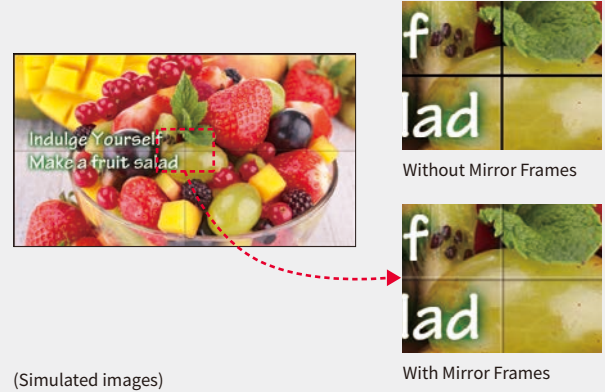 Indulge Yourself
Make a fruit salad
f
lad
Without Mirror Frames
f
lad
With Mirror Frames
(Simulated images)